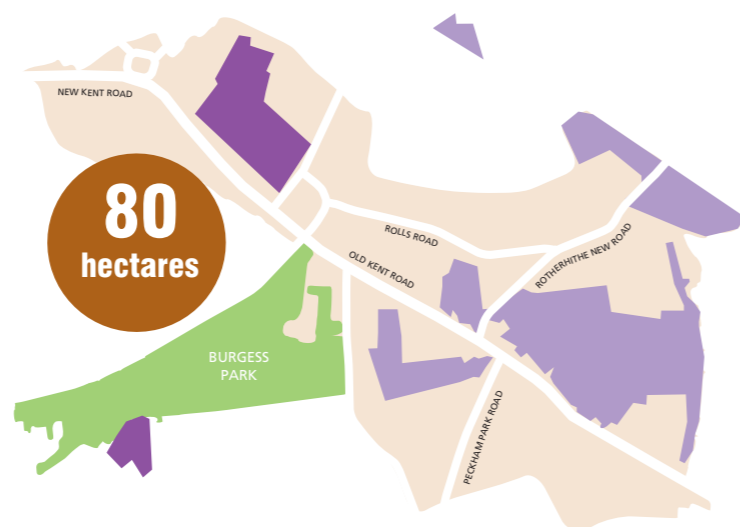 NEW KENT ROAD
80
hectares
ROLLS ROAD
OLD KENT ROAD
ROTHERHITHE NEW ROAD
BURGESS
PARK
PECKHAM PARK ROAD